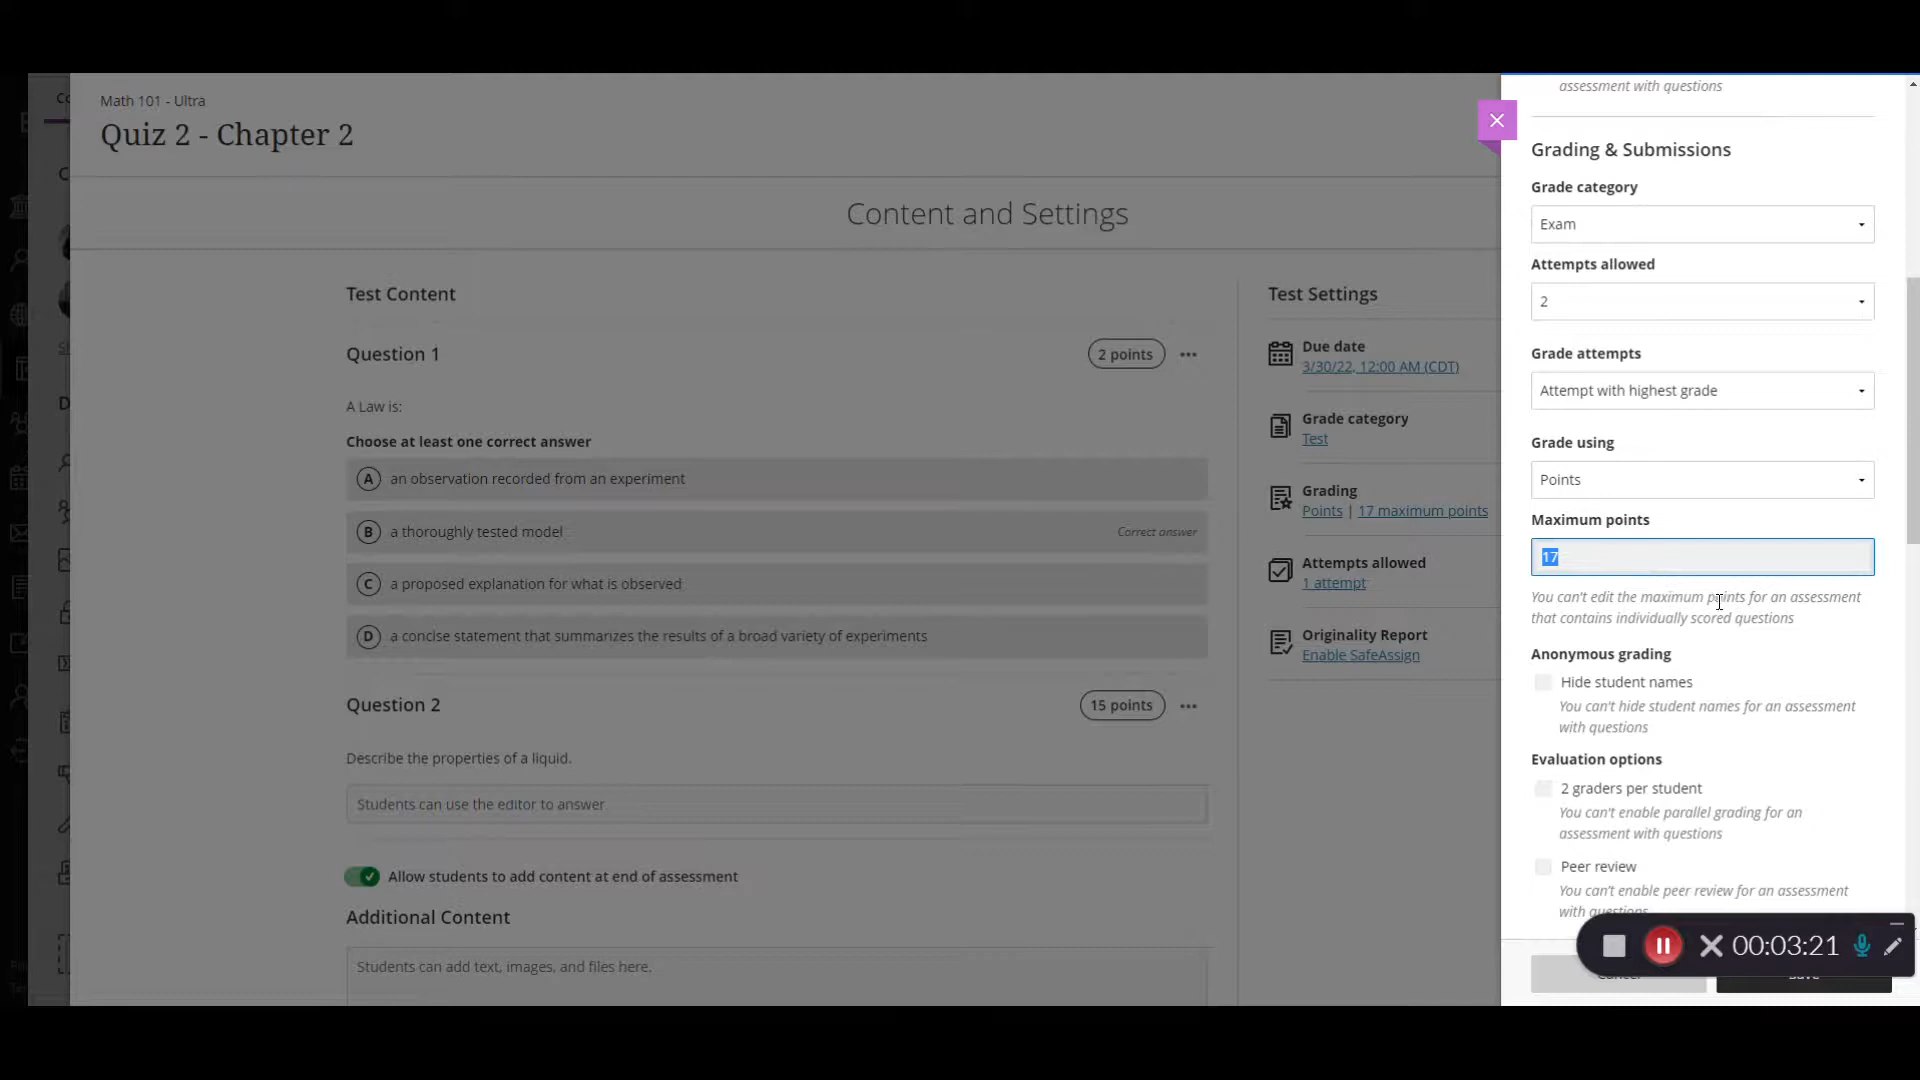 Math 101 - Ultra
Quiz 2 - Chapter 2
Content and Settings
Test Content
Question 1
2 points
A Law is:
Choose at least one correct answer
A an observation recorded from an experiment
B a thoroughly tested model
Correct answer
C a proposed explanation for what is observed
D a concise statement that summarizes the results of a broad variety of experiments
Question 2
15 points
Describe the properties of a liquid.
Students can use the editor to answer
Allow students to add content at end of assessment
Additional Content
Students can add text, images, and files here.
Test Settings
Due date
3/30/22, 12:00 AM (CDT)
Grade category
Test
Grading
Points | 17 maximum points
Attempts allowed
1 attempt
Originality Report
Enable SafeAssign
assessment with questions
Grading & Submissions
Grade category
Exam
Attempts allowed
2
Grade attempts
Attempt with highest grade
Grade using
Points
Maximum points
17
You can't edit the maximum points for an assessment
that contains individually scored questions
Anonymous grading
Hide student names
You can't hide student names for an assessment
with questions
Evaluation options
2 graders per student
You can't enable parallel grading for an
assessment with questions
Peer review
You can't enable peer review for an assessment
with questions
00:03:21